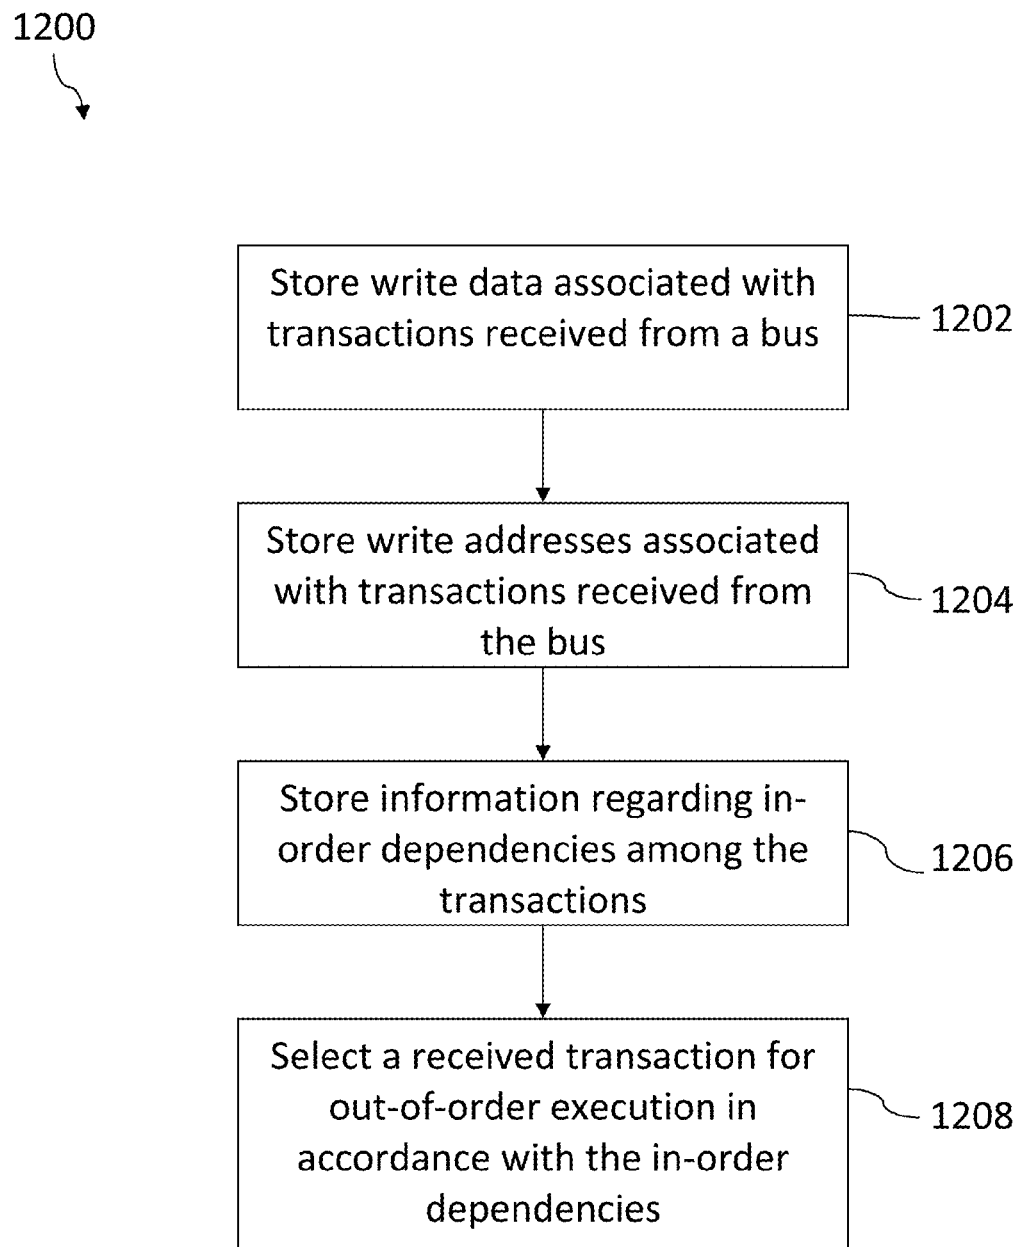 1200
Store write data associated with
transactions received from a bus
1202
Store write addresses associated
with transactions received from
the bus
1204
Store information regarding in-
order dependencies among the
transactions
1206
Select a received transaction for
out-of-order execution in
accordance with the in-order
dependencies
1208